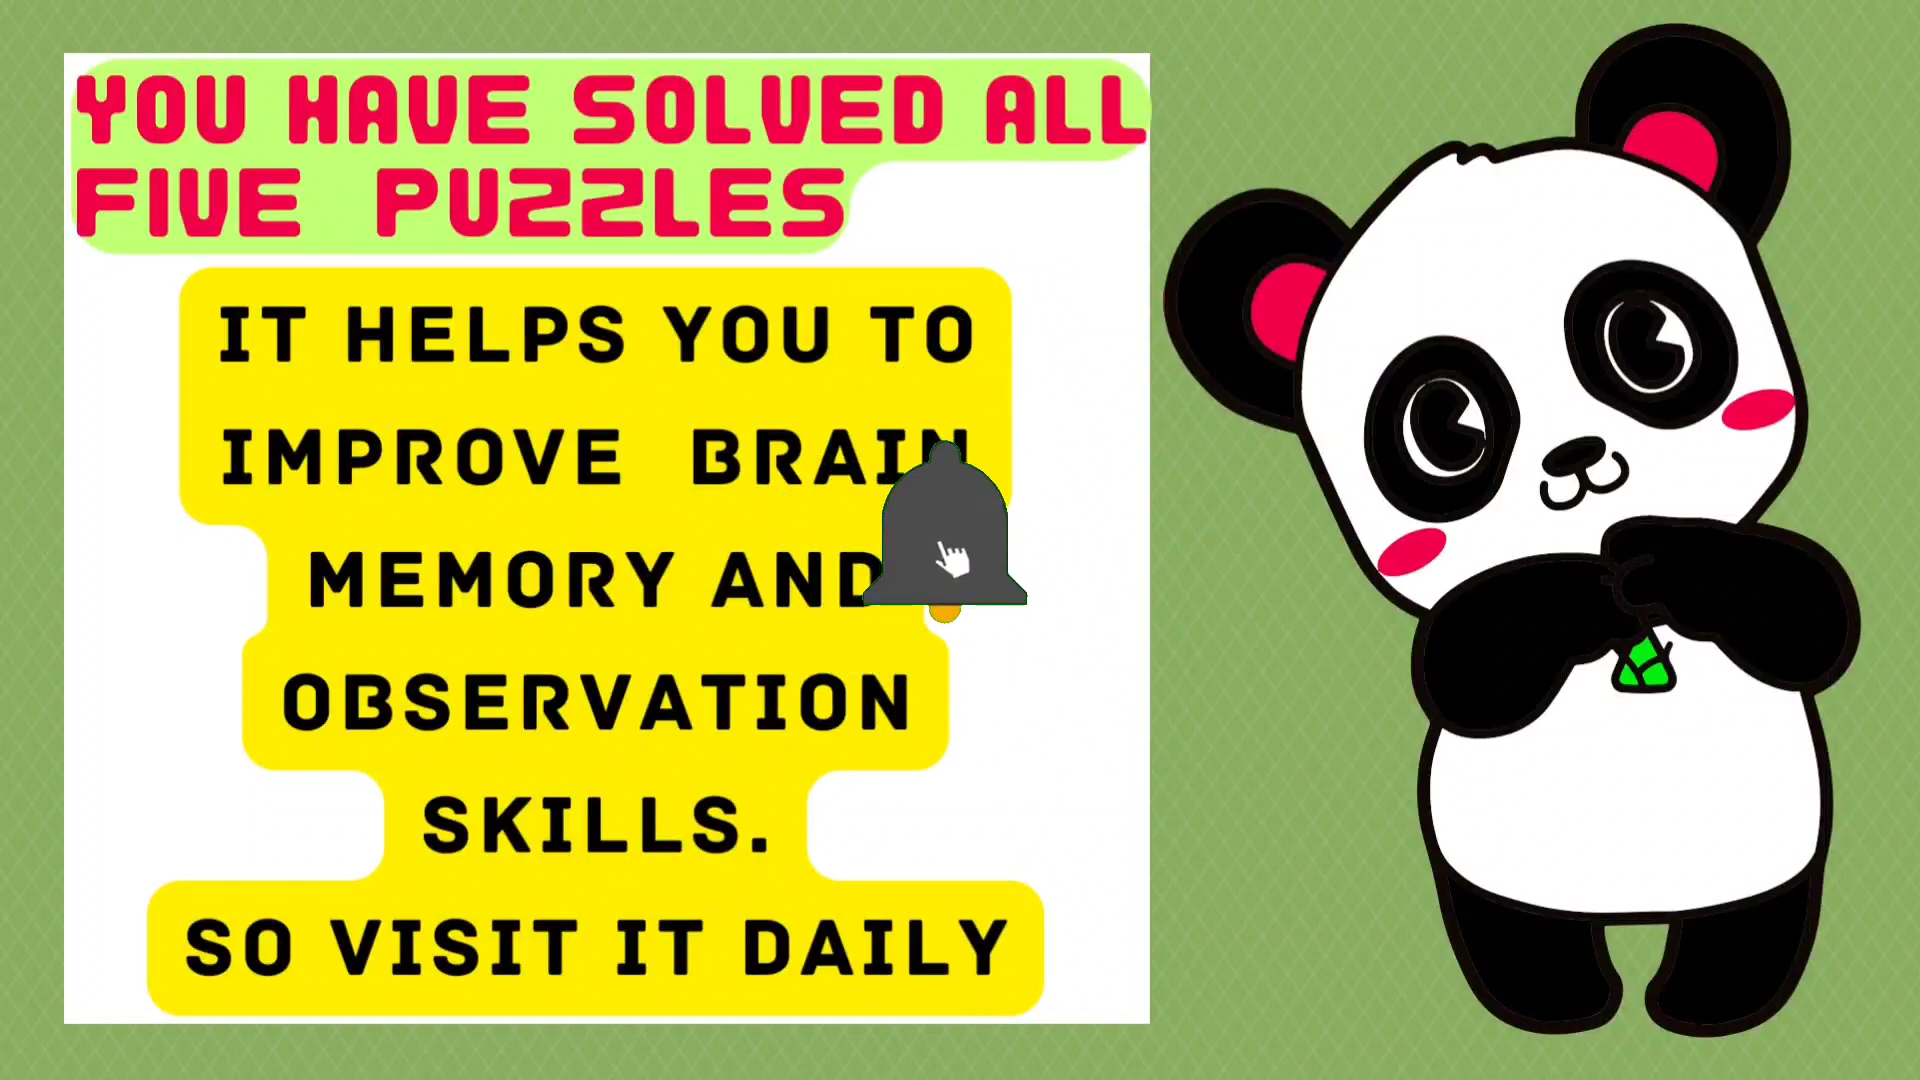 YOU HAVE SOLVED ALL
FIVE PUZZLES
IT HELPS YOU TO
IMPROVE BRAIN
MEMORY AND
OBSERVATION
SKILLS.
SO VISIT IT DAILY